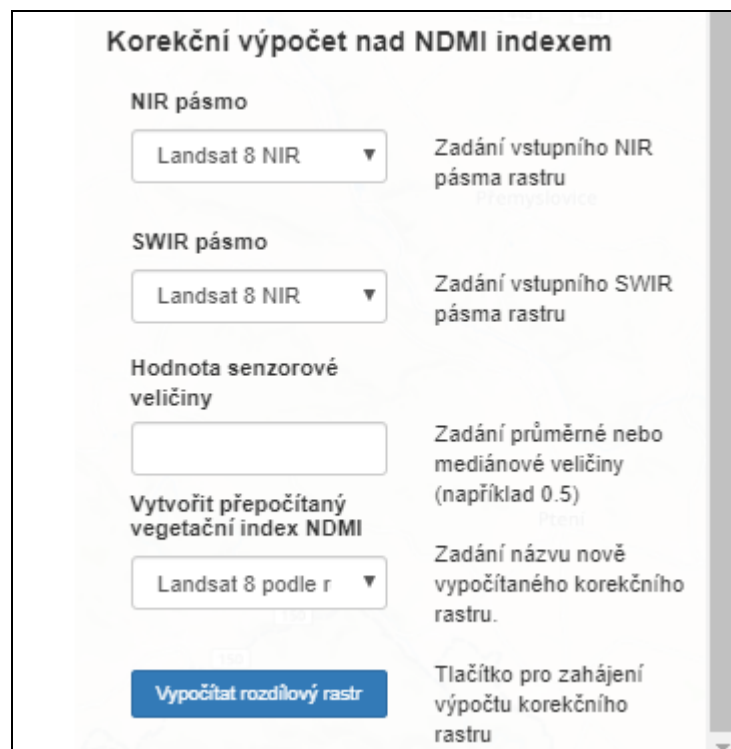 Korekční výpočet nad NDMI indexem
NIR pásmo
Landsat 8 NIR
Zadání vstupního NIR
pásma rastru
Přemyslovice
SWIR pásmo
Landsat 8 NIR
Zadání vstupního SWIR
pásma rastru
Hodnota senzorové
veličiny
Zadání průměrné nebo
mediánové veličiny
(například 0.5)
Vytvořit přepočítaný
vegetační index NDMI
Landsat 8 podle r
Zadání názvu nově
vypočítaného korekčního
rastru.
150
Vypočítat rozdílový rastr
Tlačítko pro zahájení
výpočtu korekčního
rastru